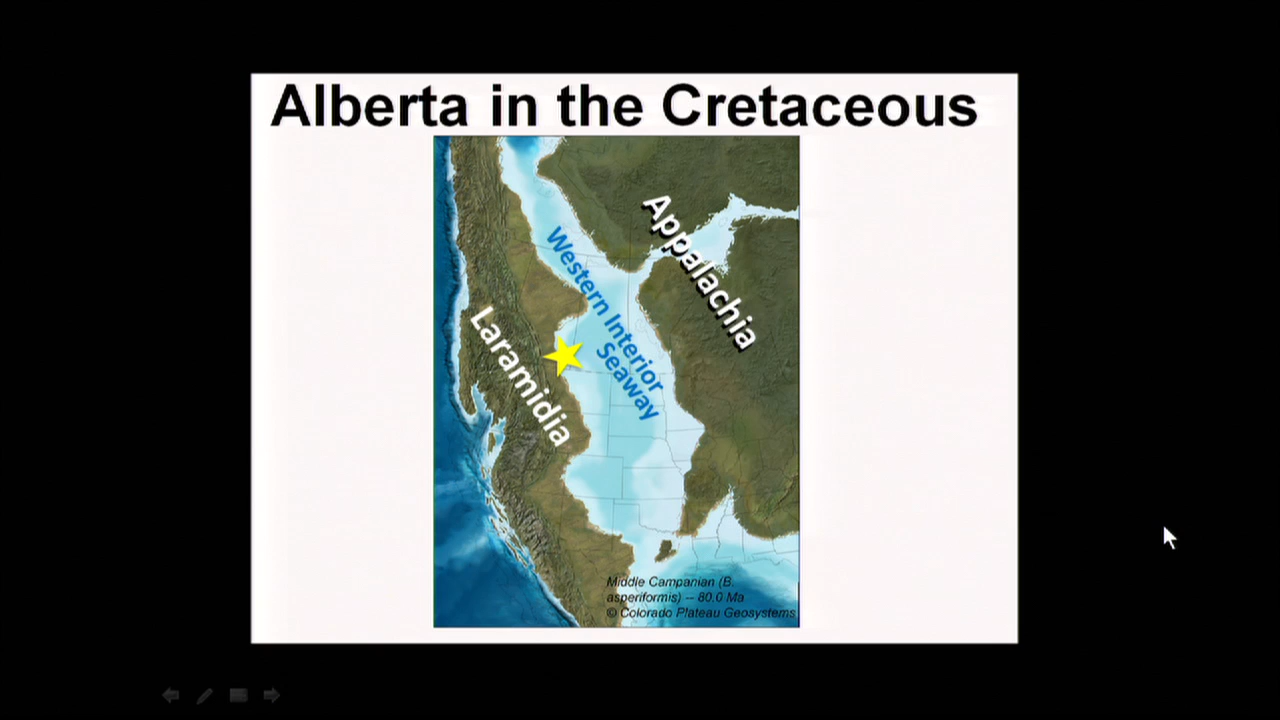 Alberta in the Cretaceous
Appalachia
Western Interior
Seaway
Laramidia
Middle Campanian (B.
asperiformis) -- 80.0 Ma
© Colorado Plateau Geosystems